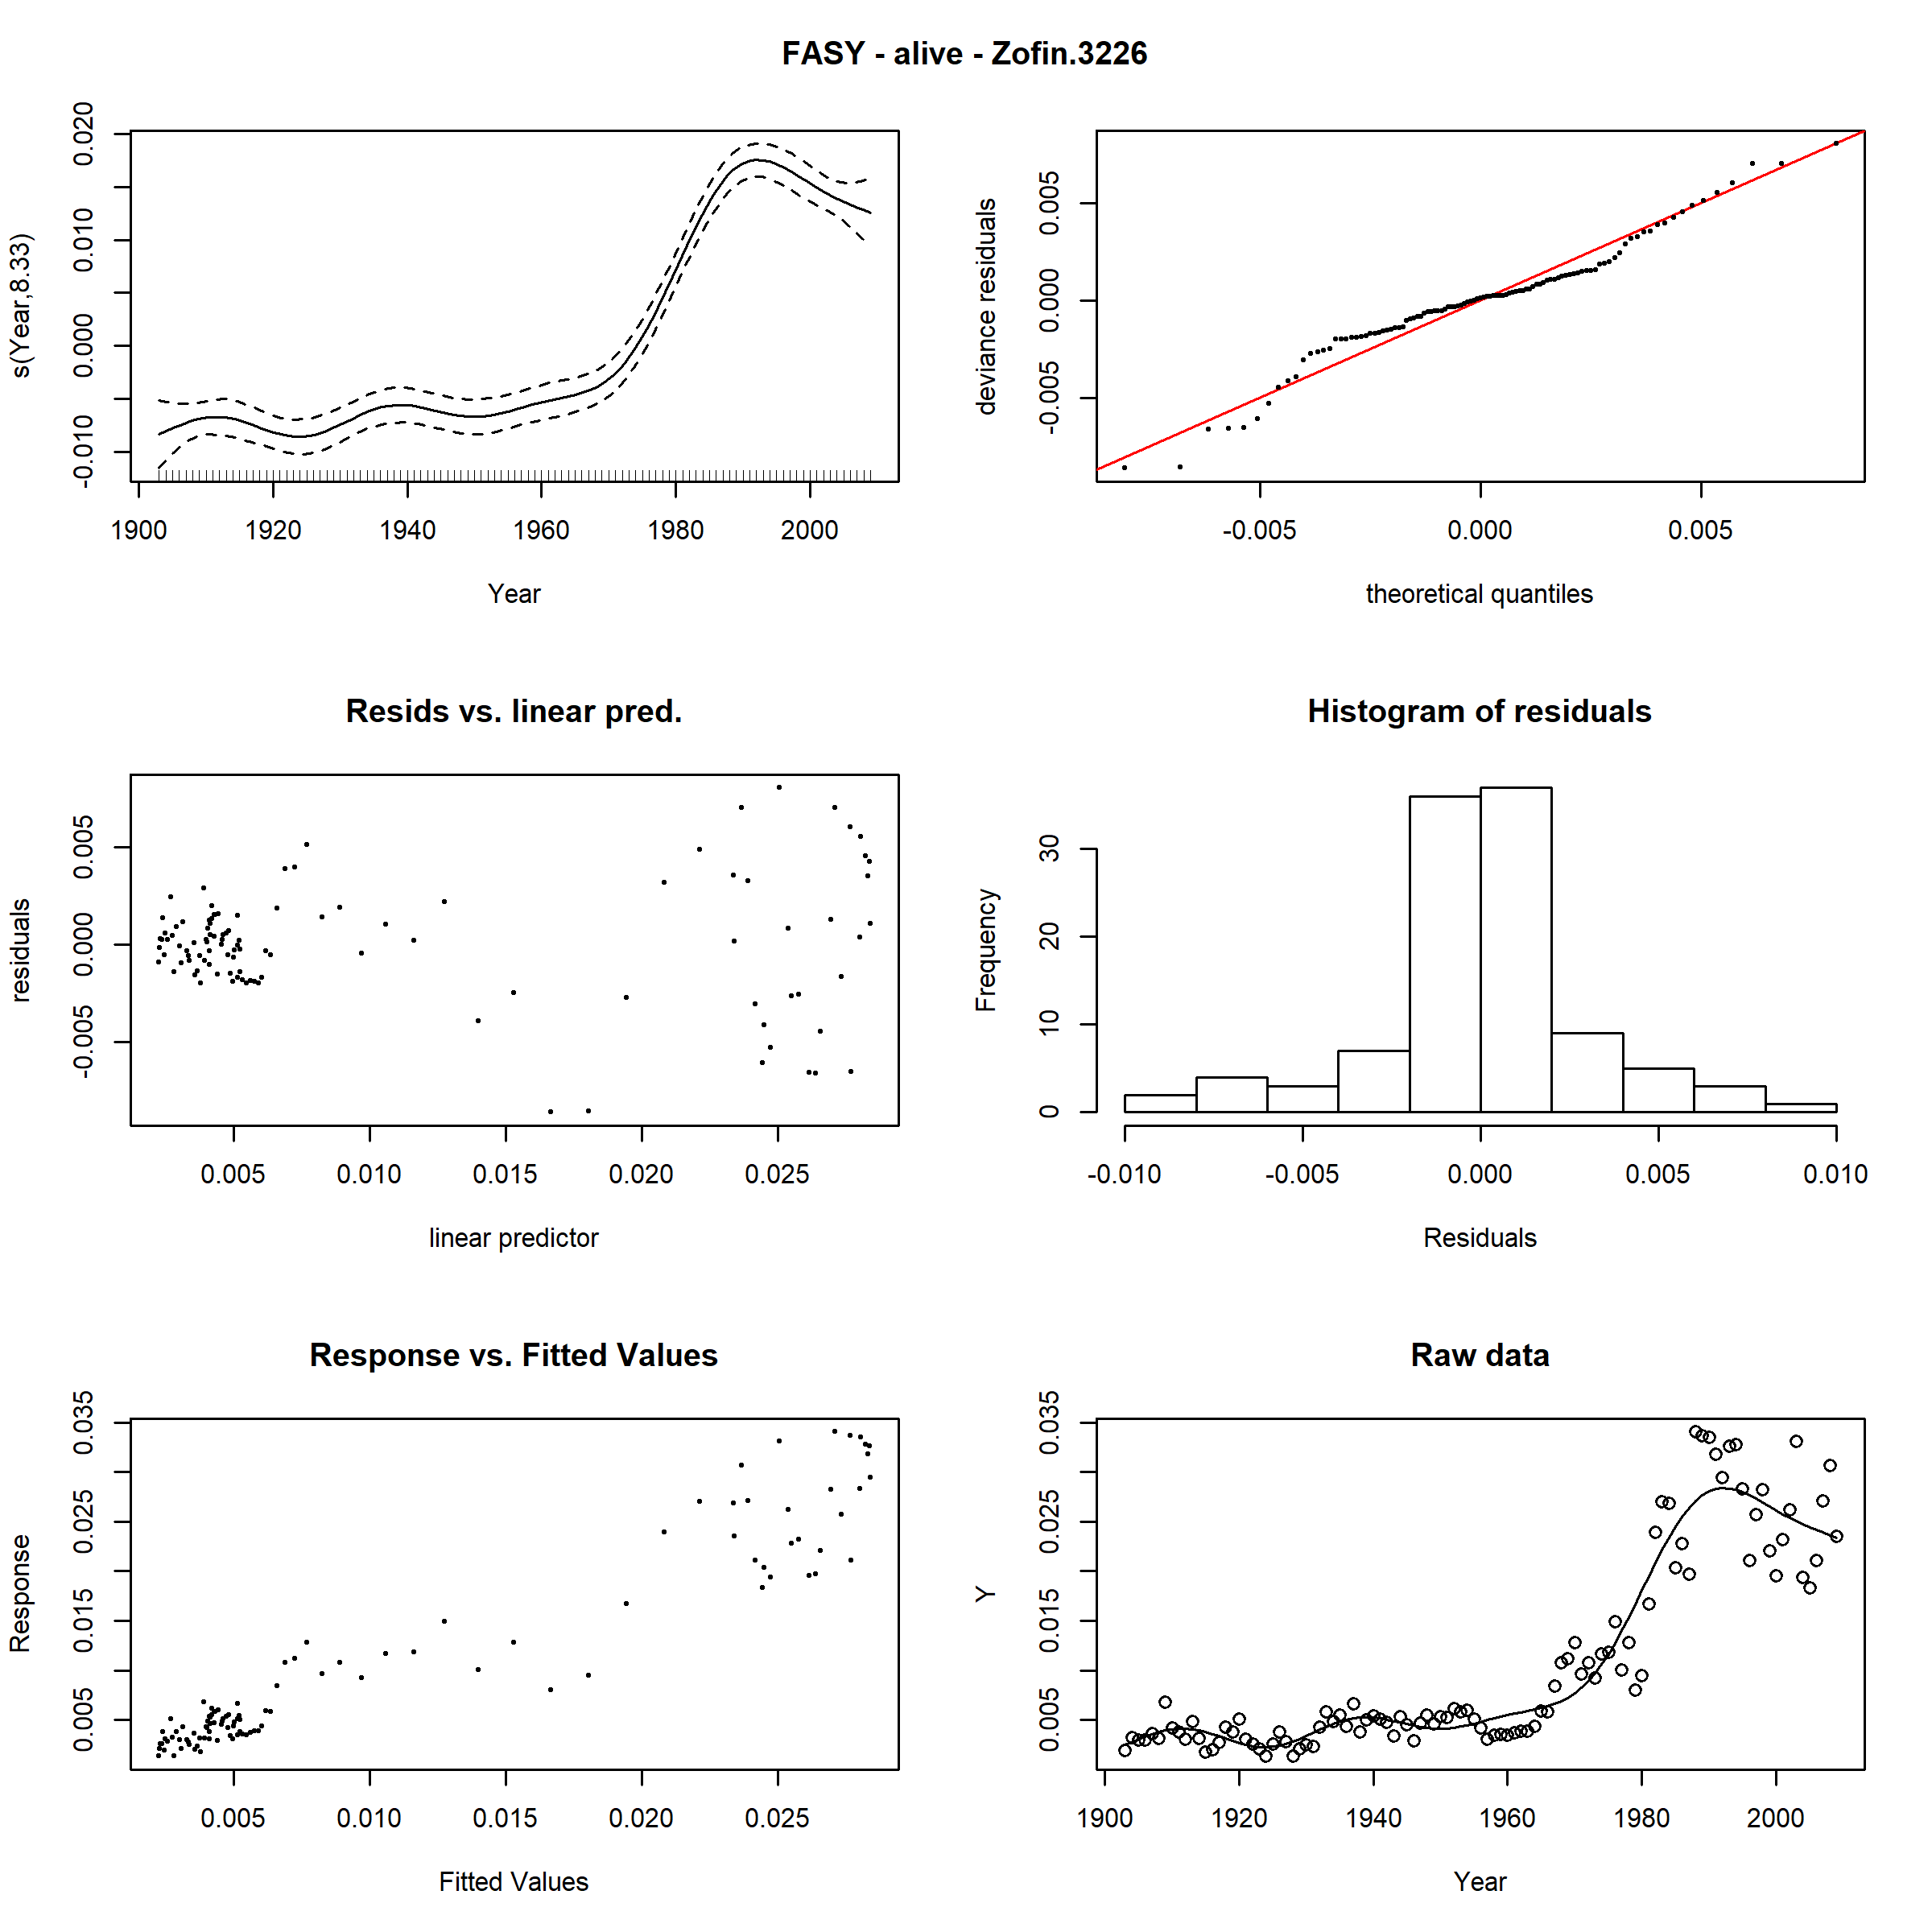 FASY - alive - Zofin.3226
s(Year,8.33)
-0.010 0.000 0.010 0.020
1900 1920 1940 1960 1980 2000
Year
deviance residuals
-0.005 0.000 0.005
-0.005 0.000 0.005
theoretical quantiles
Resids vs. linear pred.
residuals
-0.005 0.000 0.005
0.005 0.010 0.015 0.020 0.025
linear predictor
Histogram of residuals
Frequency
0 10 20 30
-0.010 -0.005 0.000 0.005 0.010
Residuals
Response vs. Fitted Values
Response
0.005 0.015 0.025 0.035
0.005 0.010 0.015 0.020 0.025
Fitted Values
Raw data
Y
0.005 0.015 0.025 0.035
1900 1920 1940 1960 1980 2000
Year